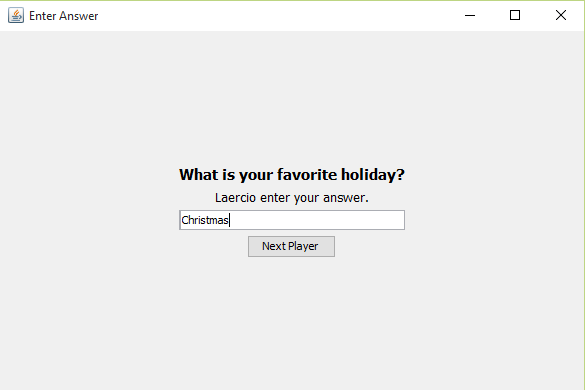 Enter Answer
What is your favorite holiday?
Laercio enter your answer.
Christmas
Next Player